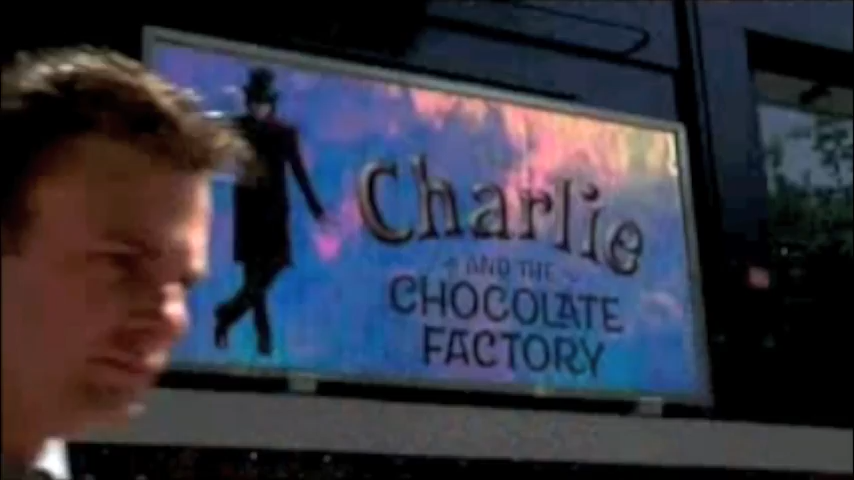 Charlie
AND THE
CHOCOLATE
FACTORY